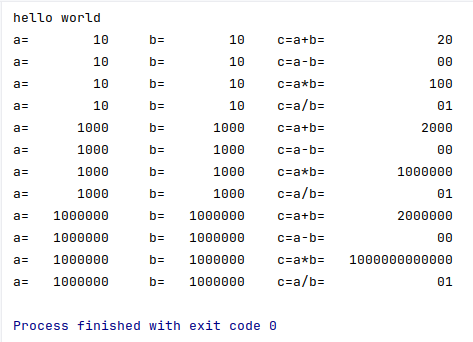 hello world
a=        10     b=        10    c=a+b=              20
a=        10     b=        10    c=a-b=              00
a=        10     b=        10    c=a*b=             100
a=        10     b=        10    c=a/b=              01
a=      1000     b=      1000    c=a+b=            2000
a=      1000     b=      1000    c=a-b=              00
a=      1000     b=      1000    c=a*b=         1000000
a=      1000     b=      1000    c=a/b=              01
a=   1000000     b=   1000000    c=a+b=         2000000
a=   1000000     b=   1000000    c=a-b=              00
a=   1000000     b=   1000000    c=a*b=   1000000000000
a=   1000000     b=   1000000    c=a/b=              01
Process finished with exit code 0